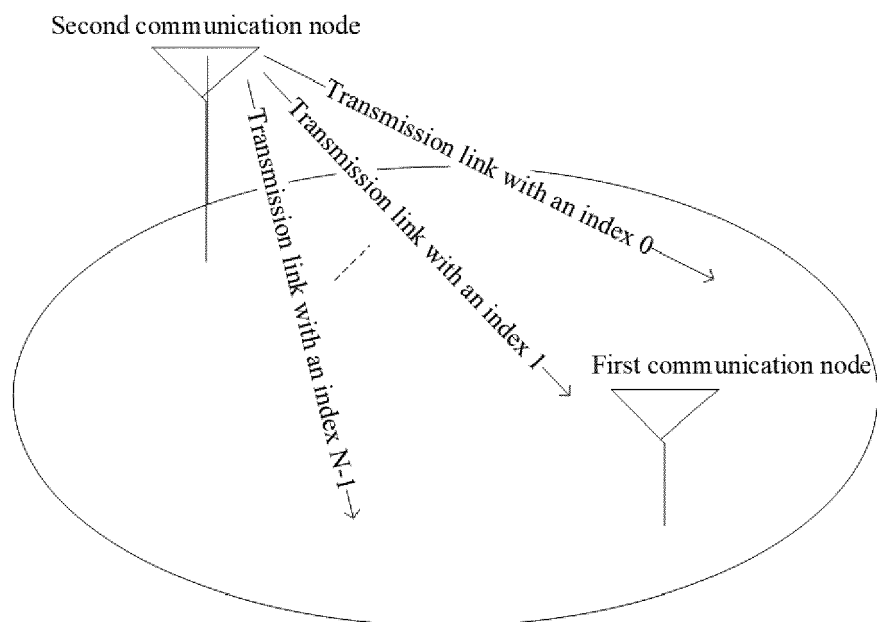 Second communication node
Transmission link with an index 0
Transmission link with an index 1
Transmission link with an index N-1
First communication node